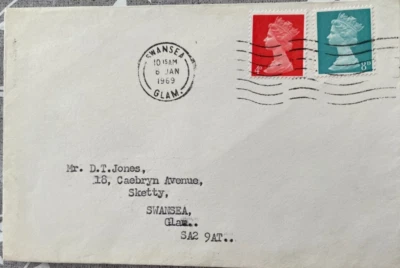 SWANSEA
10 15AM
6 JAN
1969
GLAM.
4ᴰ
8ᴰ
Mr. D.T.Jones,
18, Caebryn Avenue,
Sketty,
SWANSEA,
Glam..
SA2 9AT..